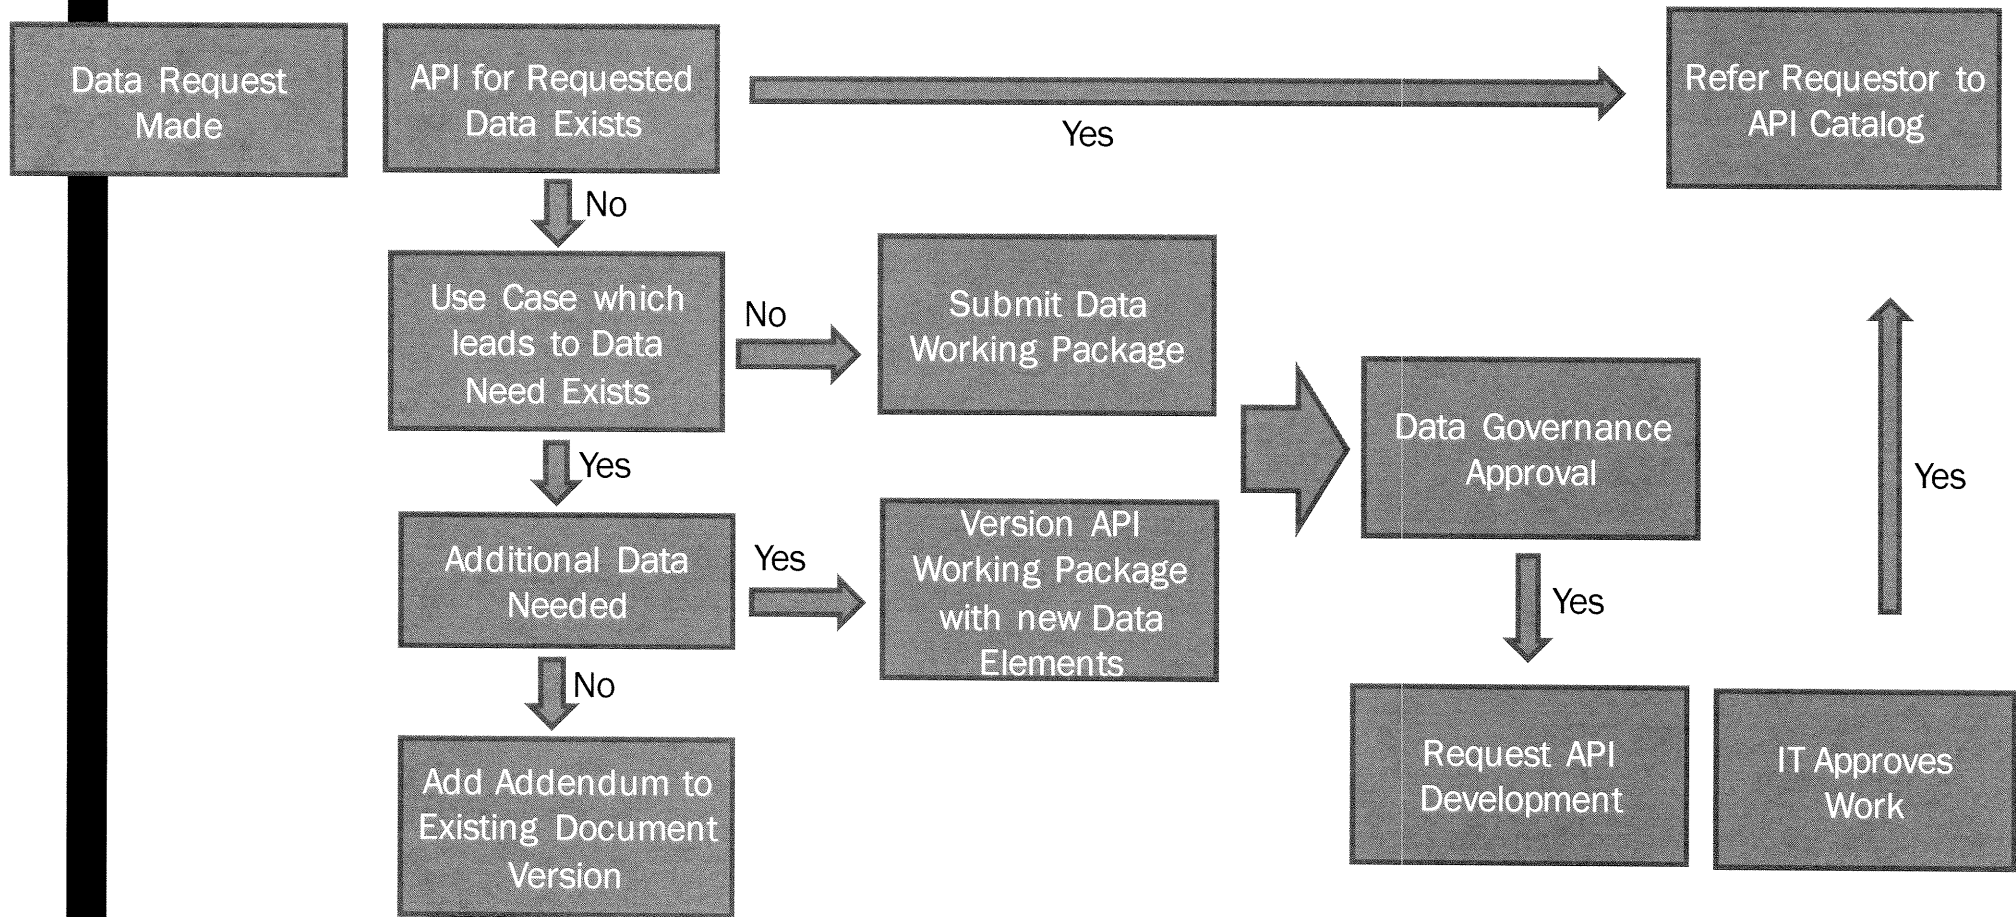 Data Request
Made
API for Requested
Data Exists
Yes
Refer Requestor to
API Catalog
No
Use Case which
leads to Data
Need Exists
No
Submit Data
Working Package
Data Governance
Approval
Yes
Yes
Additional Data
Needed
Yes
Version API
Working Package
with new Data
Elements
Yes
No
Request API
Development
IT Approves
Work
Add Addendum to
Existing Document
Version